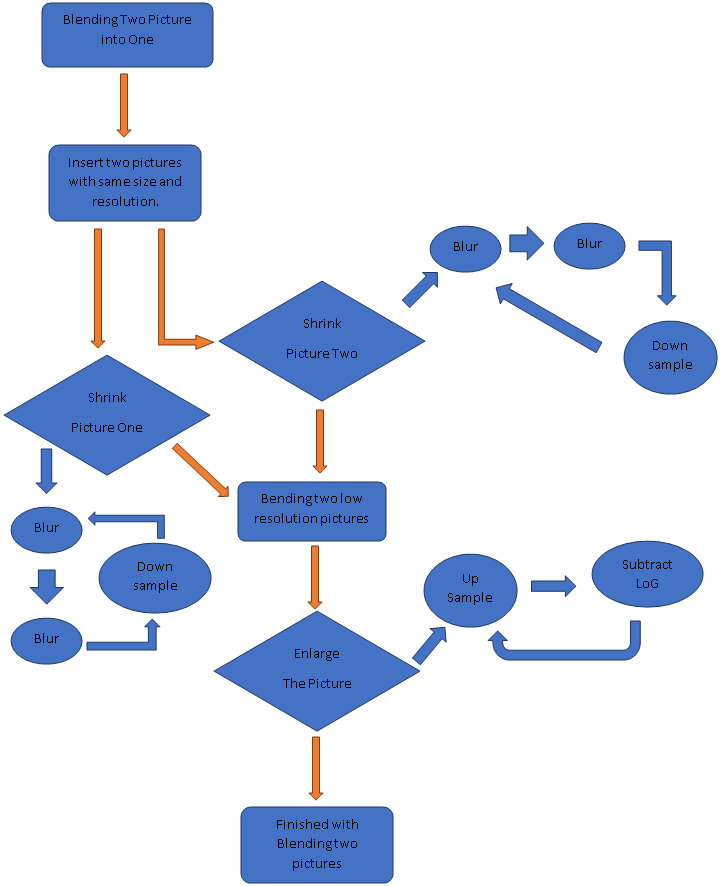 Blending Two Picture
into One
Insert two pictures
with same size and
resolution.
Blur
Blur
Down
sample
Shrink
Picture Two
Shrink
Picture One
Bending two low
resolution pictures
Blur
Down
sample
Blur
Up
Sample
Subtract
LoG
Enlarge
The Picture
Finished with
Blending two
pictures